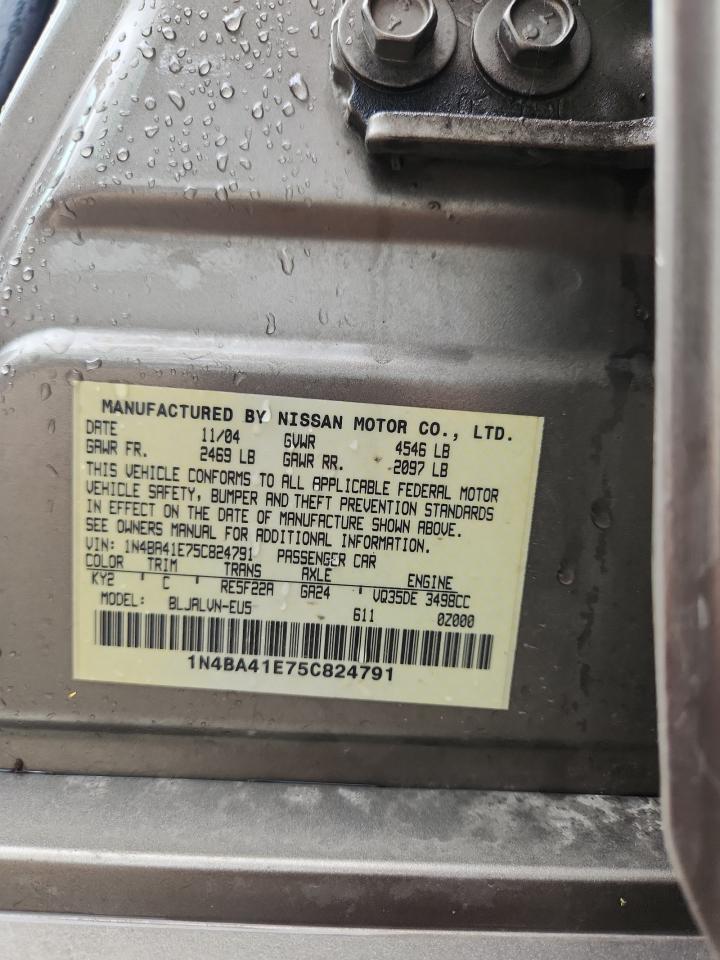 MANUFACTURED BY NISSAN MOTOR CO., LTD.
DATE 11/04 GVWR 4546 LB
GAWR FR. 2469 LB GAWR RR. 2097 LB
THIS VEHICLE CONFORMS TO ALL APPLICABLE FEDERAL MOTOR
VEHICLE SAFETY, BUMPER AND THEFT PREVENTION STANDARDS
IN EFFECT ON THE DATE OF MANUFACTURE SHOWN ABOVE.
SEE OWNERS MANUAL FOR ADDITIONAL INFORMATION.
VIN: 1N4BA41E75C824791 PASSENGER CAR
COLOR TRIM TRANS AXLE ENGINE
KY2 C RE5F22A GA24 VQ35DE 3498CC
MODEL: BLJALVN-EU5 611 0Z000
1N4BA41E75C824791